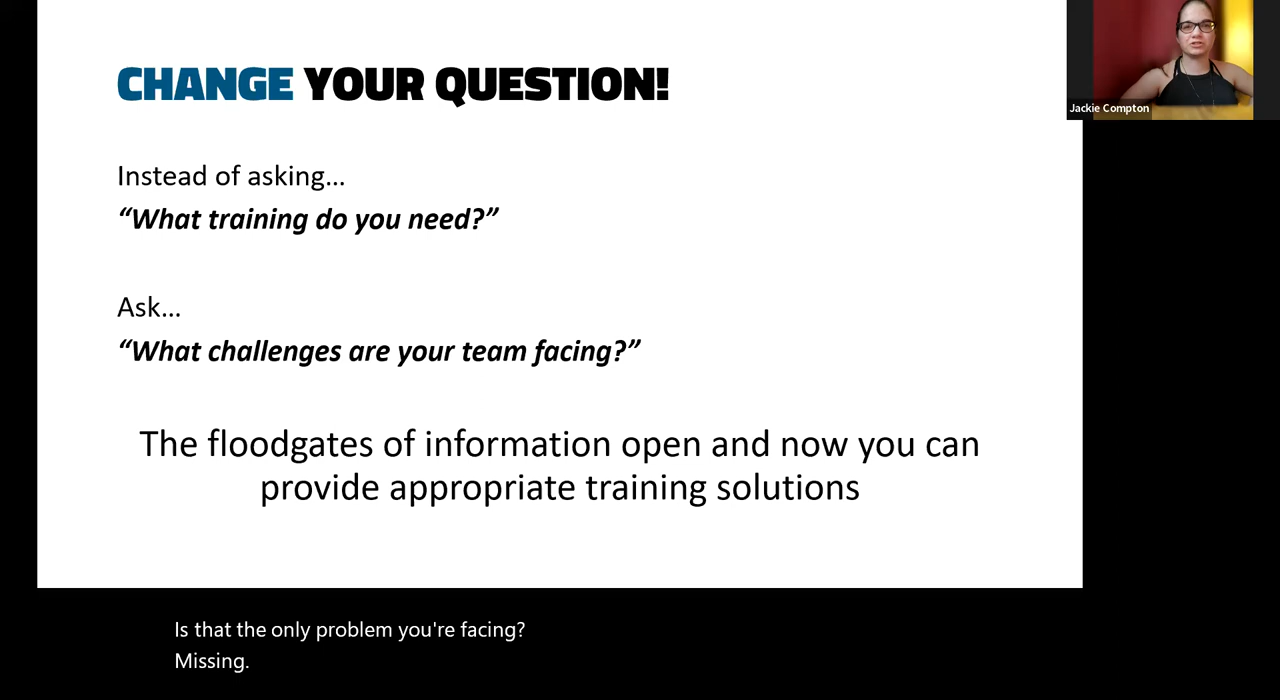 CHANGE YOUR QUESTION!
Instead of asking…
“What training do you need?”
Ask…
“What challenges are your team facing?”
The floodgates of information open and now you can
provide appropriate training solutions
Jackie Compton
Is that the only problem you're facing?
Missing.